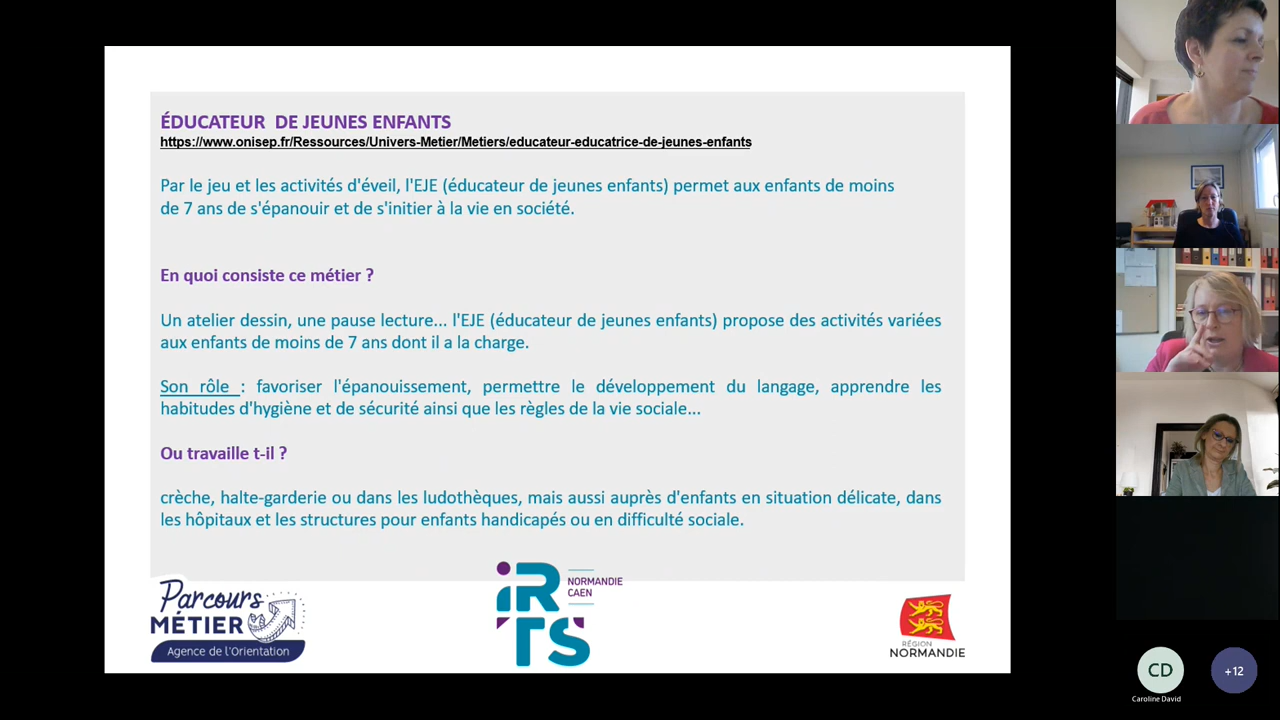 ÉDUCATEUR DE JEUNES ENFANTS
https://www.onisep.fr/Ressources/Univers-Metier/Metiers/educateur-educatrice-de-jeunes-enfants
Par le jeu et les activités d'éveil, l'EJE (éducateur de jeunes enfants) permet aux enfants de moins
de 7 ans de s'épanouir et de s'initier à la vie en société.
En quoi consiste ce métier ?
Un atelier dessin, une pause lecture... l'EJE (éducateur de jeunes enfants) propose des activités variées
aux enfants de moins de 7 ans dont il a la charge.
Son rôle : favoriser l'épanouissement, permettre le développement du langage, apprendre les
habitudes d'hygiène et de sécurité ainsi que les règles de la vie sociale...
Ou travaille t-il ?
crèche, halte-garderie ou dans les ludothèques, mais aussi auprès d'enfants en situation délicate, dans
les hôpitaux et les structures pour enfants handicapés ou en difficulté sociale.
Parcours
MÉTIER
Agence de l'Orientation
iRTS
NORMANDIE
CAEN
RÉGION
NORMANDIE
CD
Caroline David
+12